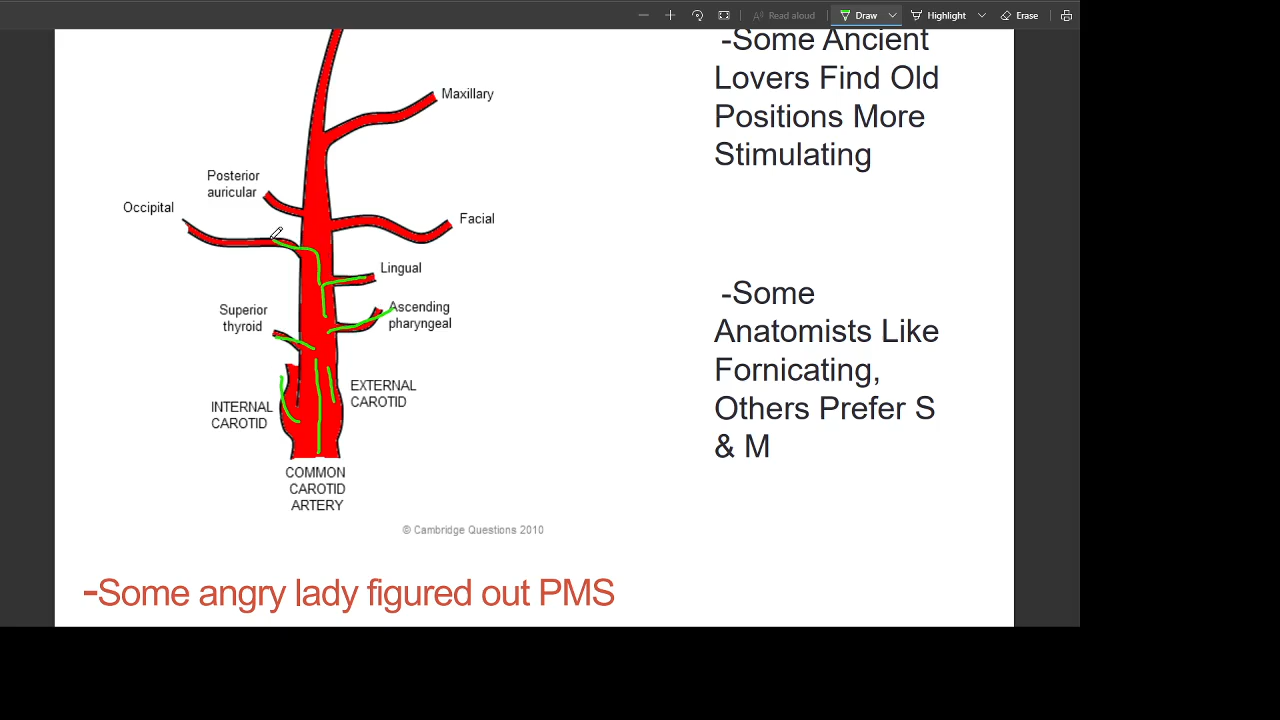 Read aloud
Draw
Highlight
Erase
Maxillary
Posterior
auricular
Occipital
Facial
Lingual
Superior
thyroid
Ascending
pharyngeal
EXTERNAL
CAROTID
INTERNAL
CAROTID
COMMON
CAROTID
ARTERY
© Cambridge Questions 2010
-Some Ancient
Lovers Find Old
Positions More
Stimulating
-Some
Anatomists Like
Fornicating,
Others Prefer S
& M
-Some angry lady figured out PMS